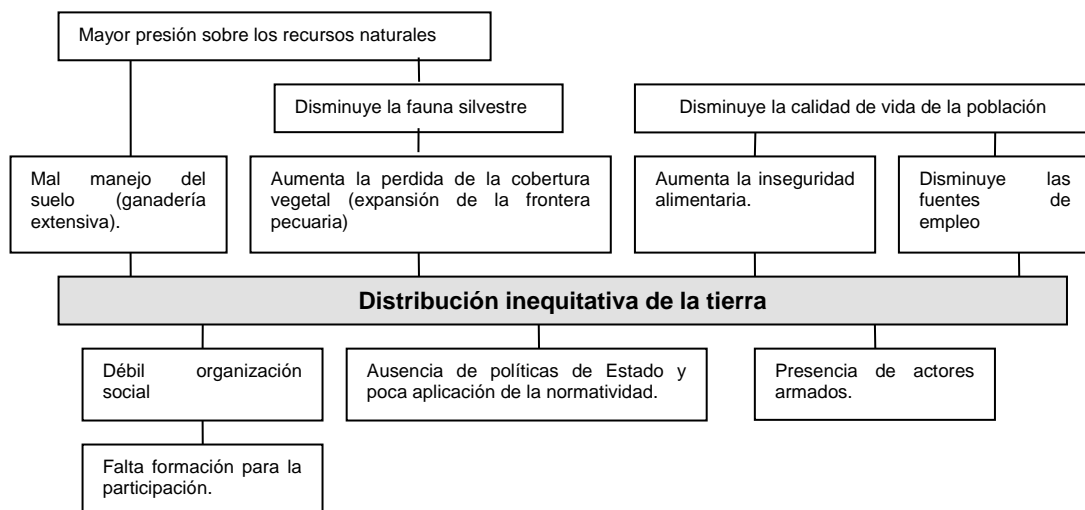 Mayor presión sobre los recursos naturales
Disminuye la fauna silvestre
Disminuye la calidad de vida de la población
Mal manejo del
suelo (ganadería
extensiva).
Aumenta la perdida de la cobertura
vegetal (expansión de la frontera
pecuaria)
Aumenta la inseguridad
alimentaria.
Disminuye las
fuentes de
empleo
Distribución inequitativa de la tierra
Débil organización
social
Ausencia de políticas de Estado y
poca aplicación de la normatividad.
Presencia de actores
armados.
Falta formación para la
participación.